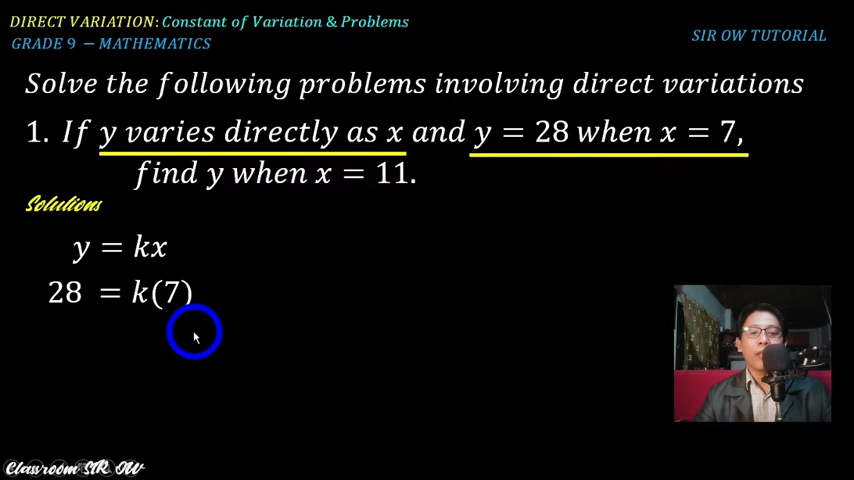 DIRECT VARIATION: Constant of Variation & Problems
GRADE 9 − MATHEMATICS
SIR OW TUTORIAL
Solve the following problems involving direct variations
1. If y varies directly as x and y = 28 when x = 7,
find y when x = 11.
Solutions
y = kx
28 = k(7)
Classroom SIR OW